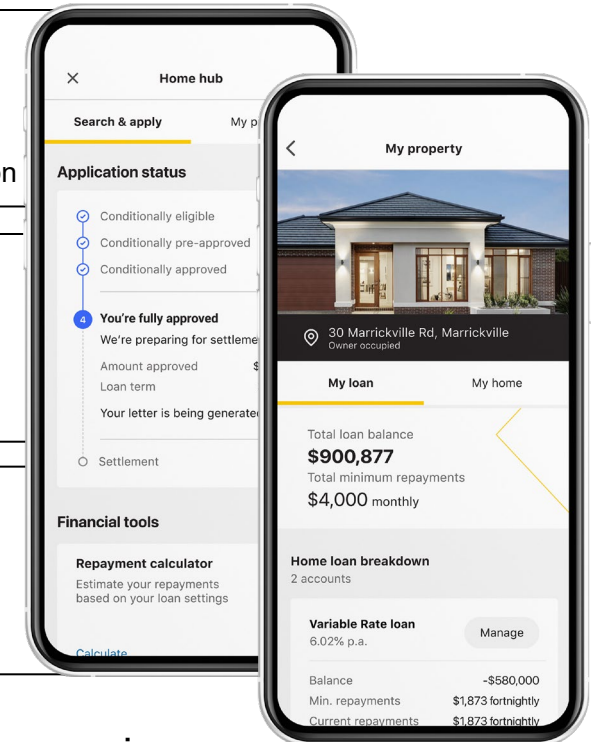 Home hub
Search & apply
Application status
Conditionally eligible
Conditionally pre-approved
Conditionally approved
4
You're fully approved
We're preparing for
Amount approved $
Loan term
Your letter is being
Settlement
Financial tools
Repayment calculator
Estimate your repayments
based on your loan settings
Calculate
My property
30 Marrickville Rd, Marrickville
Owner occupied
My loan My home
Total loan balance
$900,877
Total minimum repayments
$4,000 monthly
Home loan breakdown
2 accounts
Variable Rate loan
6.02% p.a.
Manage
Balance -$580,000
Min. repayments $1,873 fortnightly
Current repayments $1,873 fortnightly